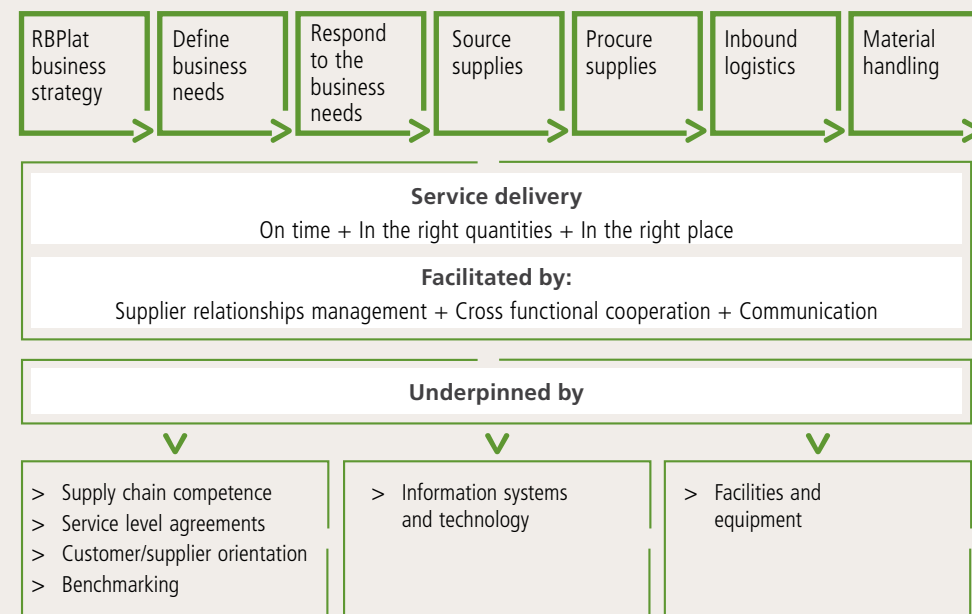 RBPlat
business
strategy
Define
business
needs
Respond
to the
business
needs
Source
supplies
Procure
supplies
Inbound
logistics
Material
handling
Service delivery
On time + In the right quantities + In the right place
Facilitated by:
Supplier relationships management + Cross functional cooperation + Communication
Underpinned by
> Supply chain competence
> Service level agreements
> Customer/supplier orientation
> Benchmarking
> Information systems
and technology
> Facilities and
equipment